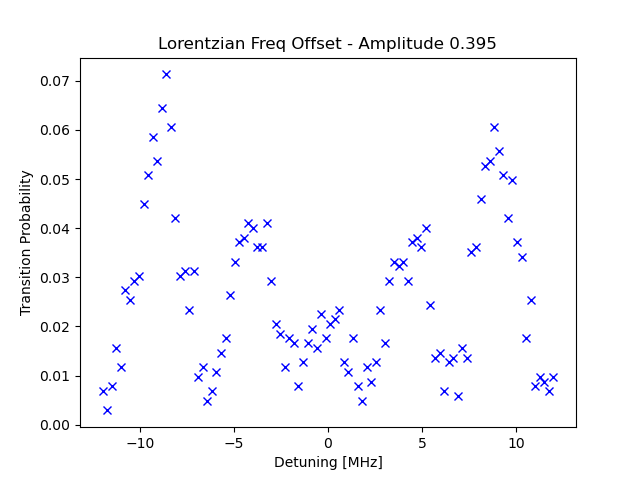 Lorentzian Freq Offset - Amplitude 0.395
Transition Probability
0.07
0.06
0.05
0.04
0.03
0.02
0.01
0.00
−10 −5 0 5 10
Detuning [MHz]